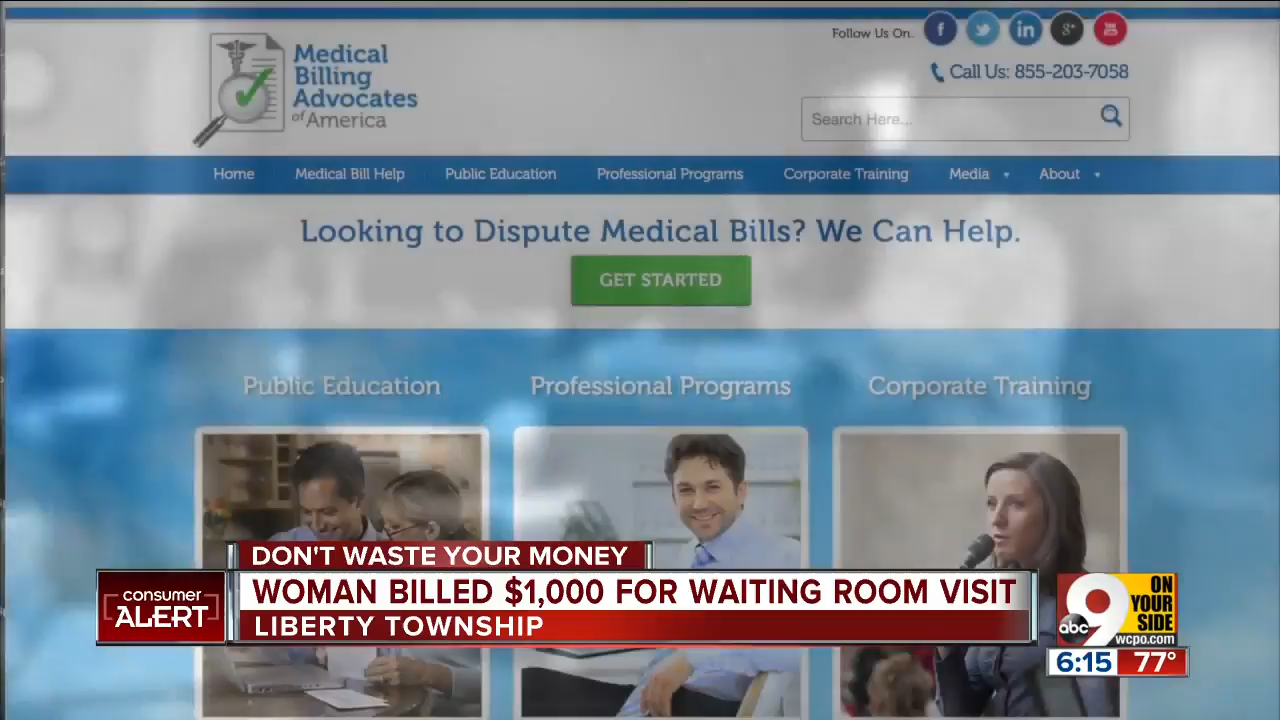 Follow Us On.
f
in
g+
You
Medical
Billing
Advocates
of America
Call Us: 855-203-7058
Search Here...
Home Medical Bill Help Public Education Professional Programs Corporate Training Media About
Looking to Dispute Medical Bills? We Can Help.
GET STARTED
Public Education Professional Programs Corporate Training
DON'T WASTE YOUR MONEY
consumer
ALERT
WOMAN BILLED $1,000 FOR WAITING ROOM VISIT
LIBERTY TOWNSHIP
abc
9
ON
YOUR
SIDE
wcpo.com
6:15 77°